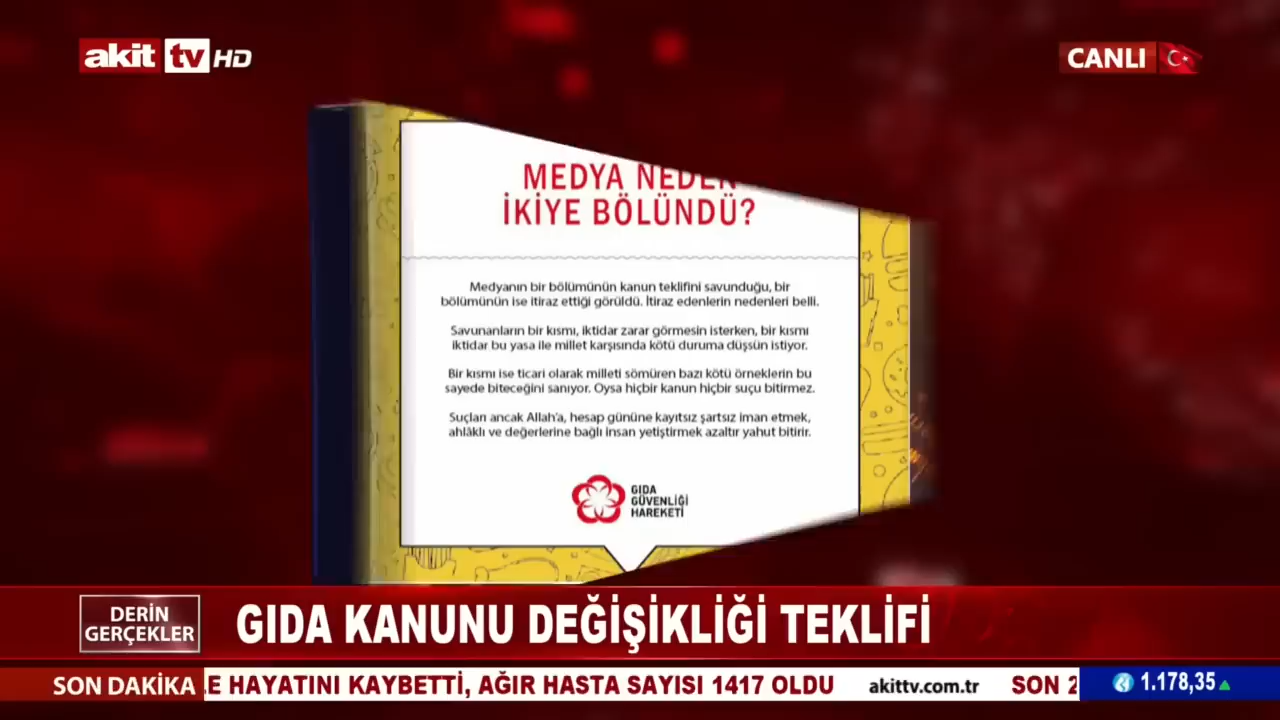 akit tv HD
CANLI
MEDYA NEDEN
İKİYE BÖLÜNDÜ?
Medyanın bir bölümünün kanun teklifini savunduğu, bir
bölümünün ise itiraz ettiği görüldü. İtiraz edenlerin nedenleri belli.
Savunanların bir kısmı, iktidar zarar görmesin isterken, bir kısmı
iktidar bu yasa ile millet karşısında kötü duruma düşsün istiyor.
Bir kısmı ise ticari olarak milleti sömüren bazı kötü örneklerin bu
sayede biteceğini sanıyor. Oysa hiçbir kanun hiçbir suçu bitirmez.
Suçları ancak Allah'a, hesap gününe kayıtsız şartsız iman etmek,
ahlâklı ve değerlerine bağlı insan yetiştirmek azaltır yahut bitirir.
GIDA
GÜVENLİĞİ
HAREKETİ
DERİN
GERÇEKLER
GIDA KANUNU DEĞİŞİKLİĞİ TEKLİFİ
SON DAKİKA
LE HAYATINI KAYBETTİ, AĞIR HASTA SAYISI 1417 OLDU akittv.com.tr SON 2
1.178,35